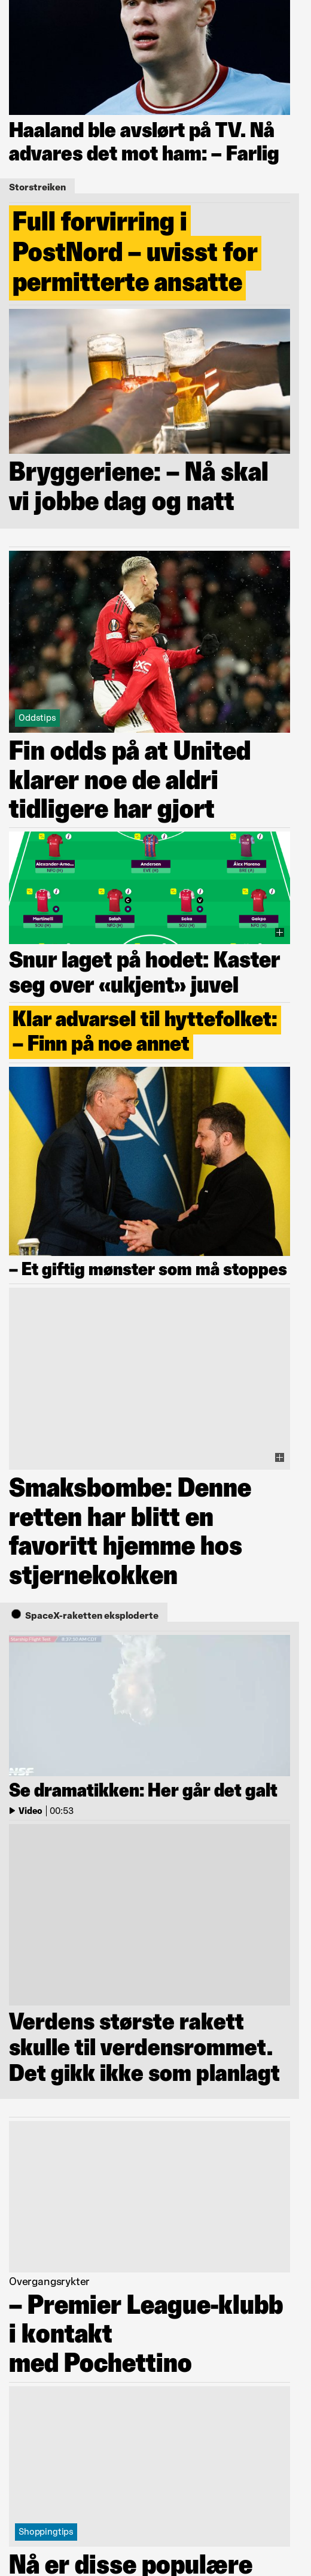 Haaland ble avslørt på TV. Nå
advares det mot ham: – Farlig
Storstreiken
Full forvirring i
PostNord – uvisst for
permitterte ansatte
Bryggeriene: – Nå skal
vi jobbe dag og natt
Oddstips
Fin odds på at United
klarer noe de aldri
tidligere har gjort
Alexander-Arno...
Andersen
Álex Moreno
Martinelli
Salah
Saka
Gakpo
Snur laget på hodet: Kaster
seg over «ukjent» juvel
Klar advarsel til hyttefolket:
– Finn på noe annet
– Et giftig mønster som må stoppes
Smaksbombe: Denne
retten har blitt en
favoritt hjemme hos
stjernekokken
SpaceX-raketten eksploderte
NSF
Se dramatikken: Her går det galt
Video | 00:53
Verdens største rakett
skulle til verdensrommet.
Det gikk ikke som planlagt
Overgangsrykter
– Premier League-klubb
i kontakt
med Pochettino
Shoppingtips
Nå er disse populære